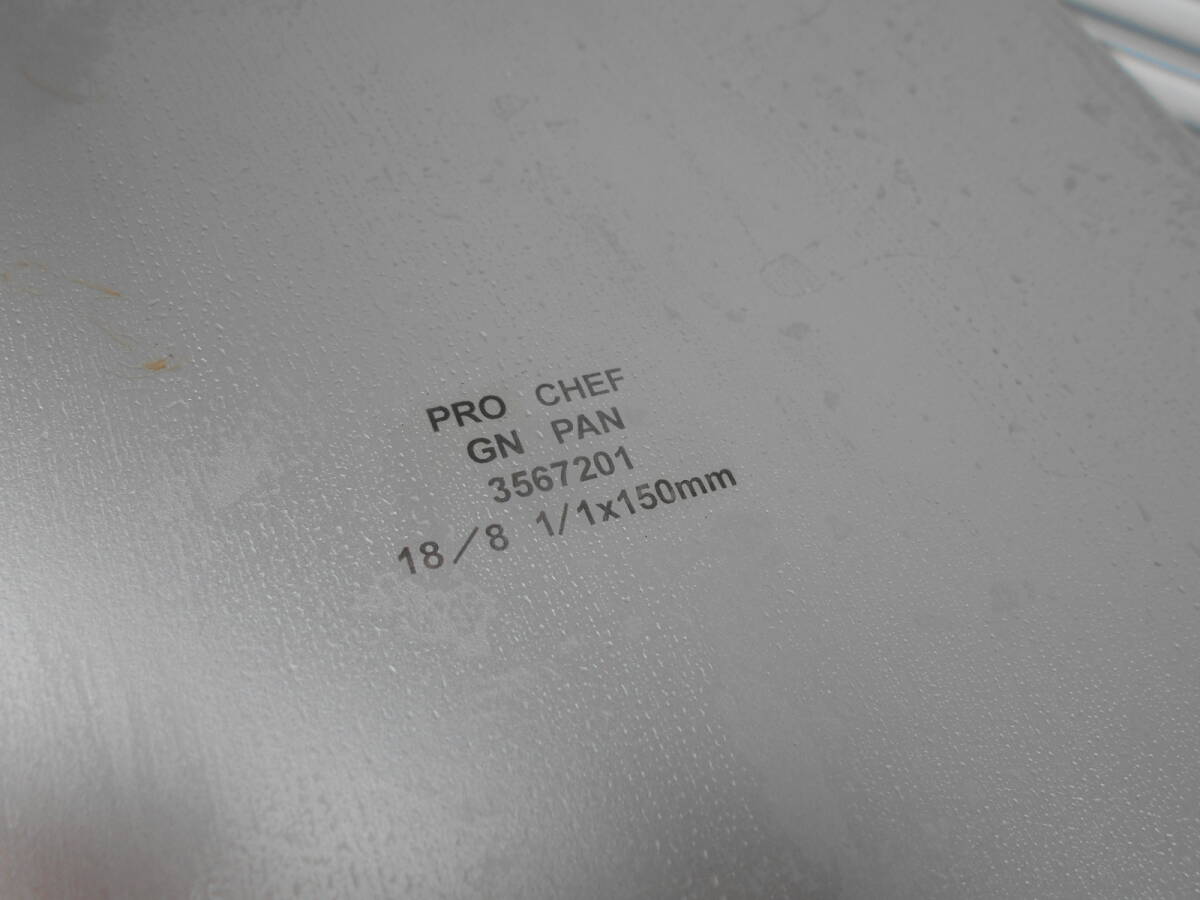 PRO CHEF
GN PAN
3567201
18/8 1/1x150mm